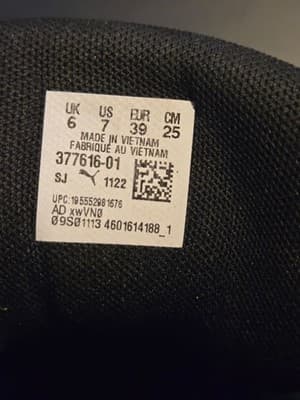 UK US EUR CM
6 7 39 25
MADE IN VIETNAM
FABRIQUÉ AU VIETNAM
377616-01
SJ 1122
UPC:195552981676
AD xwVNØ
Ø9SØ1113 4601614188_1